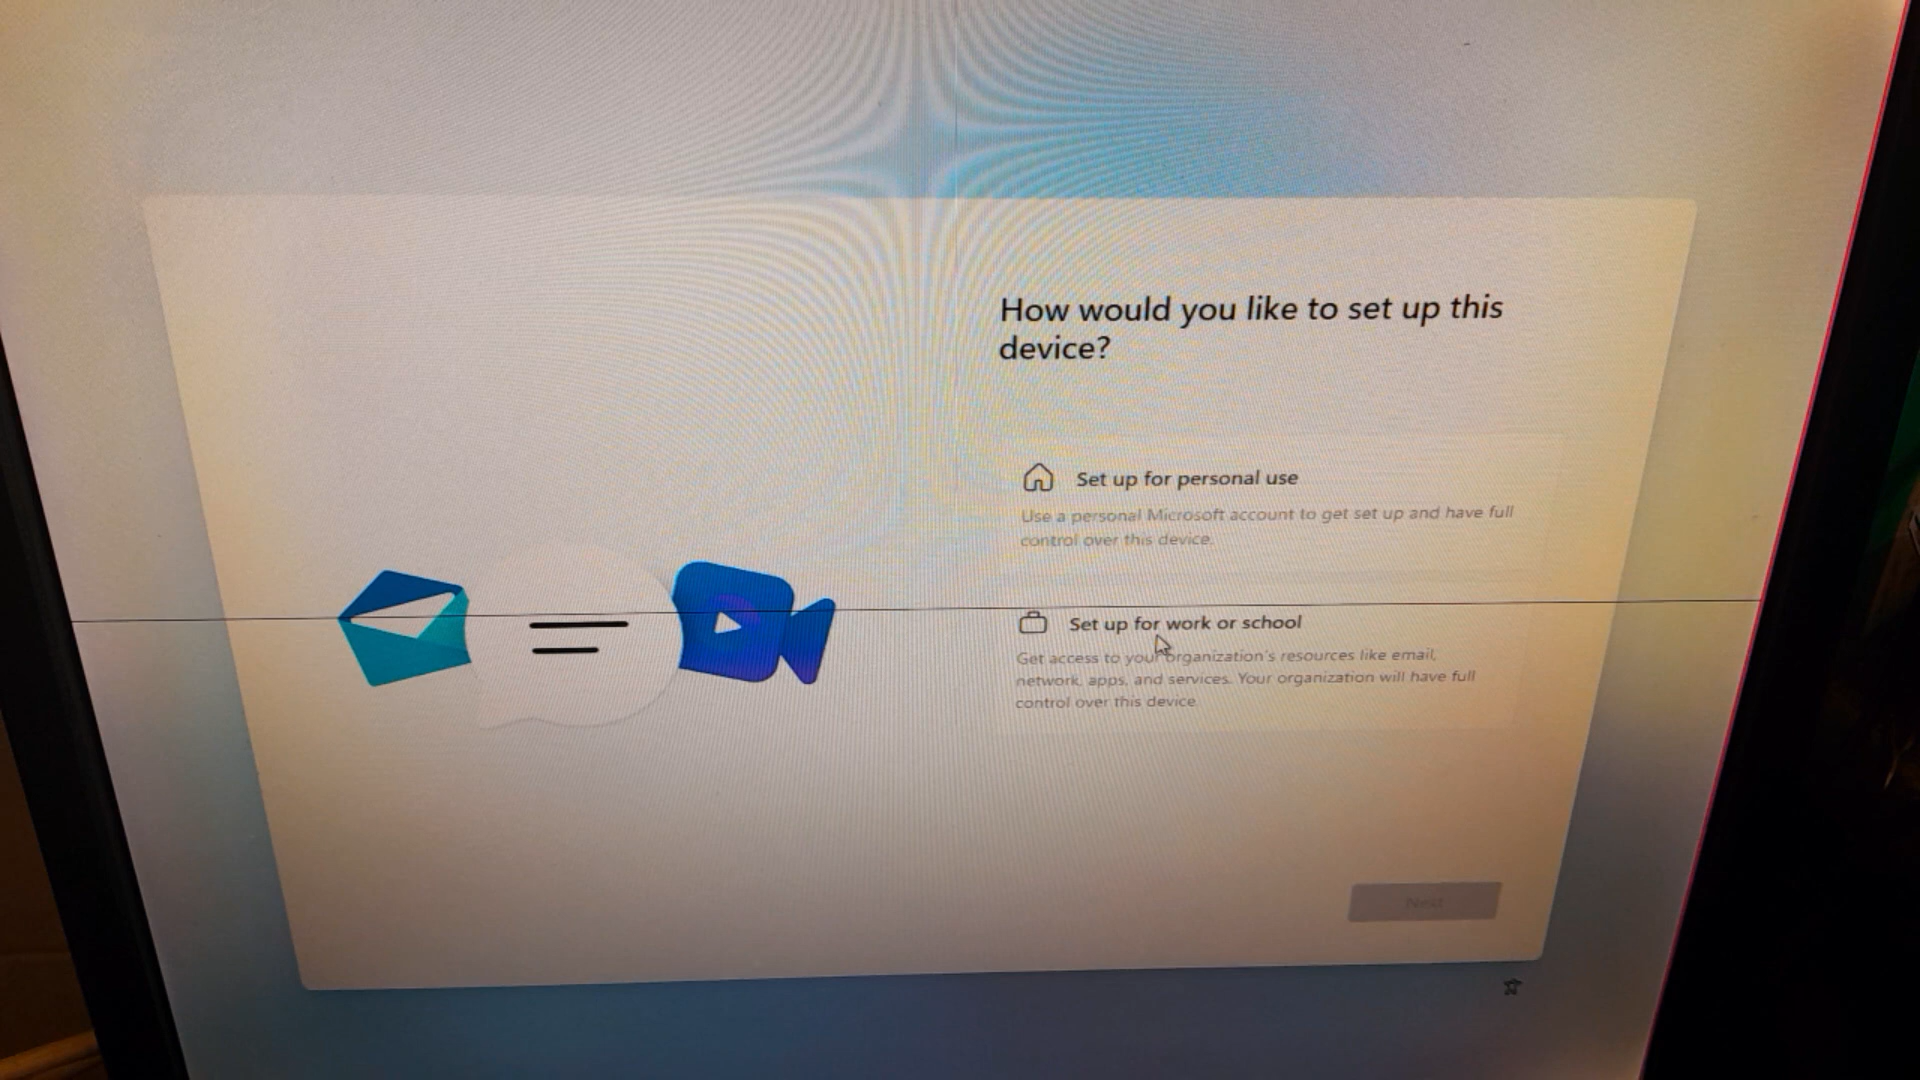 How would you like to set up this
device?
Set up for personal use
Use a personal Microsoft account to get set up and have full
control over this device.
Set up for work or school
Get access to your organization's resources like email,
network, apps, and services. Your organization will have full
control over this device.
Next